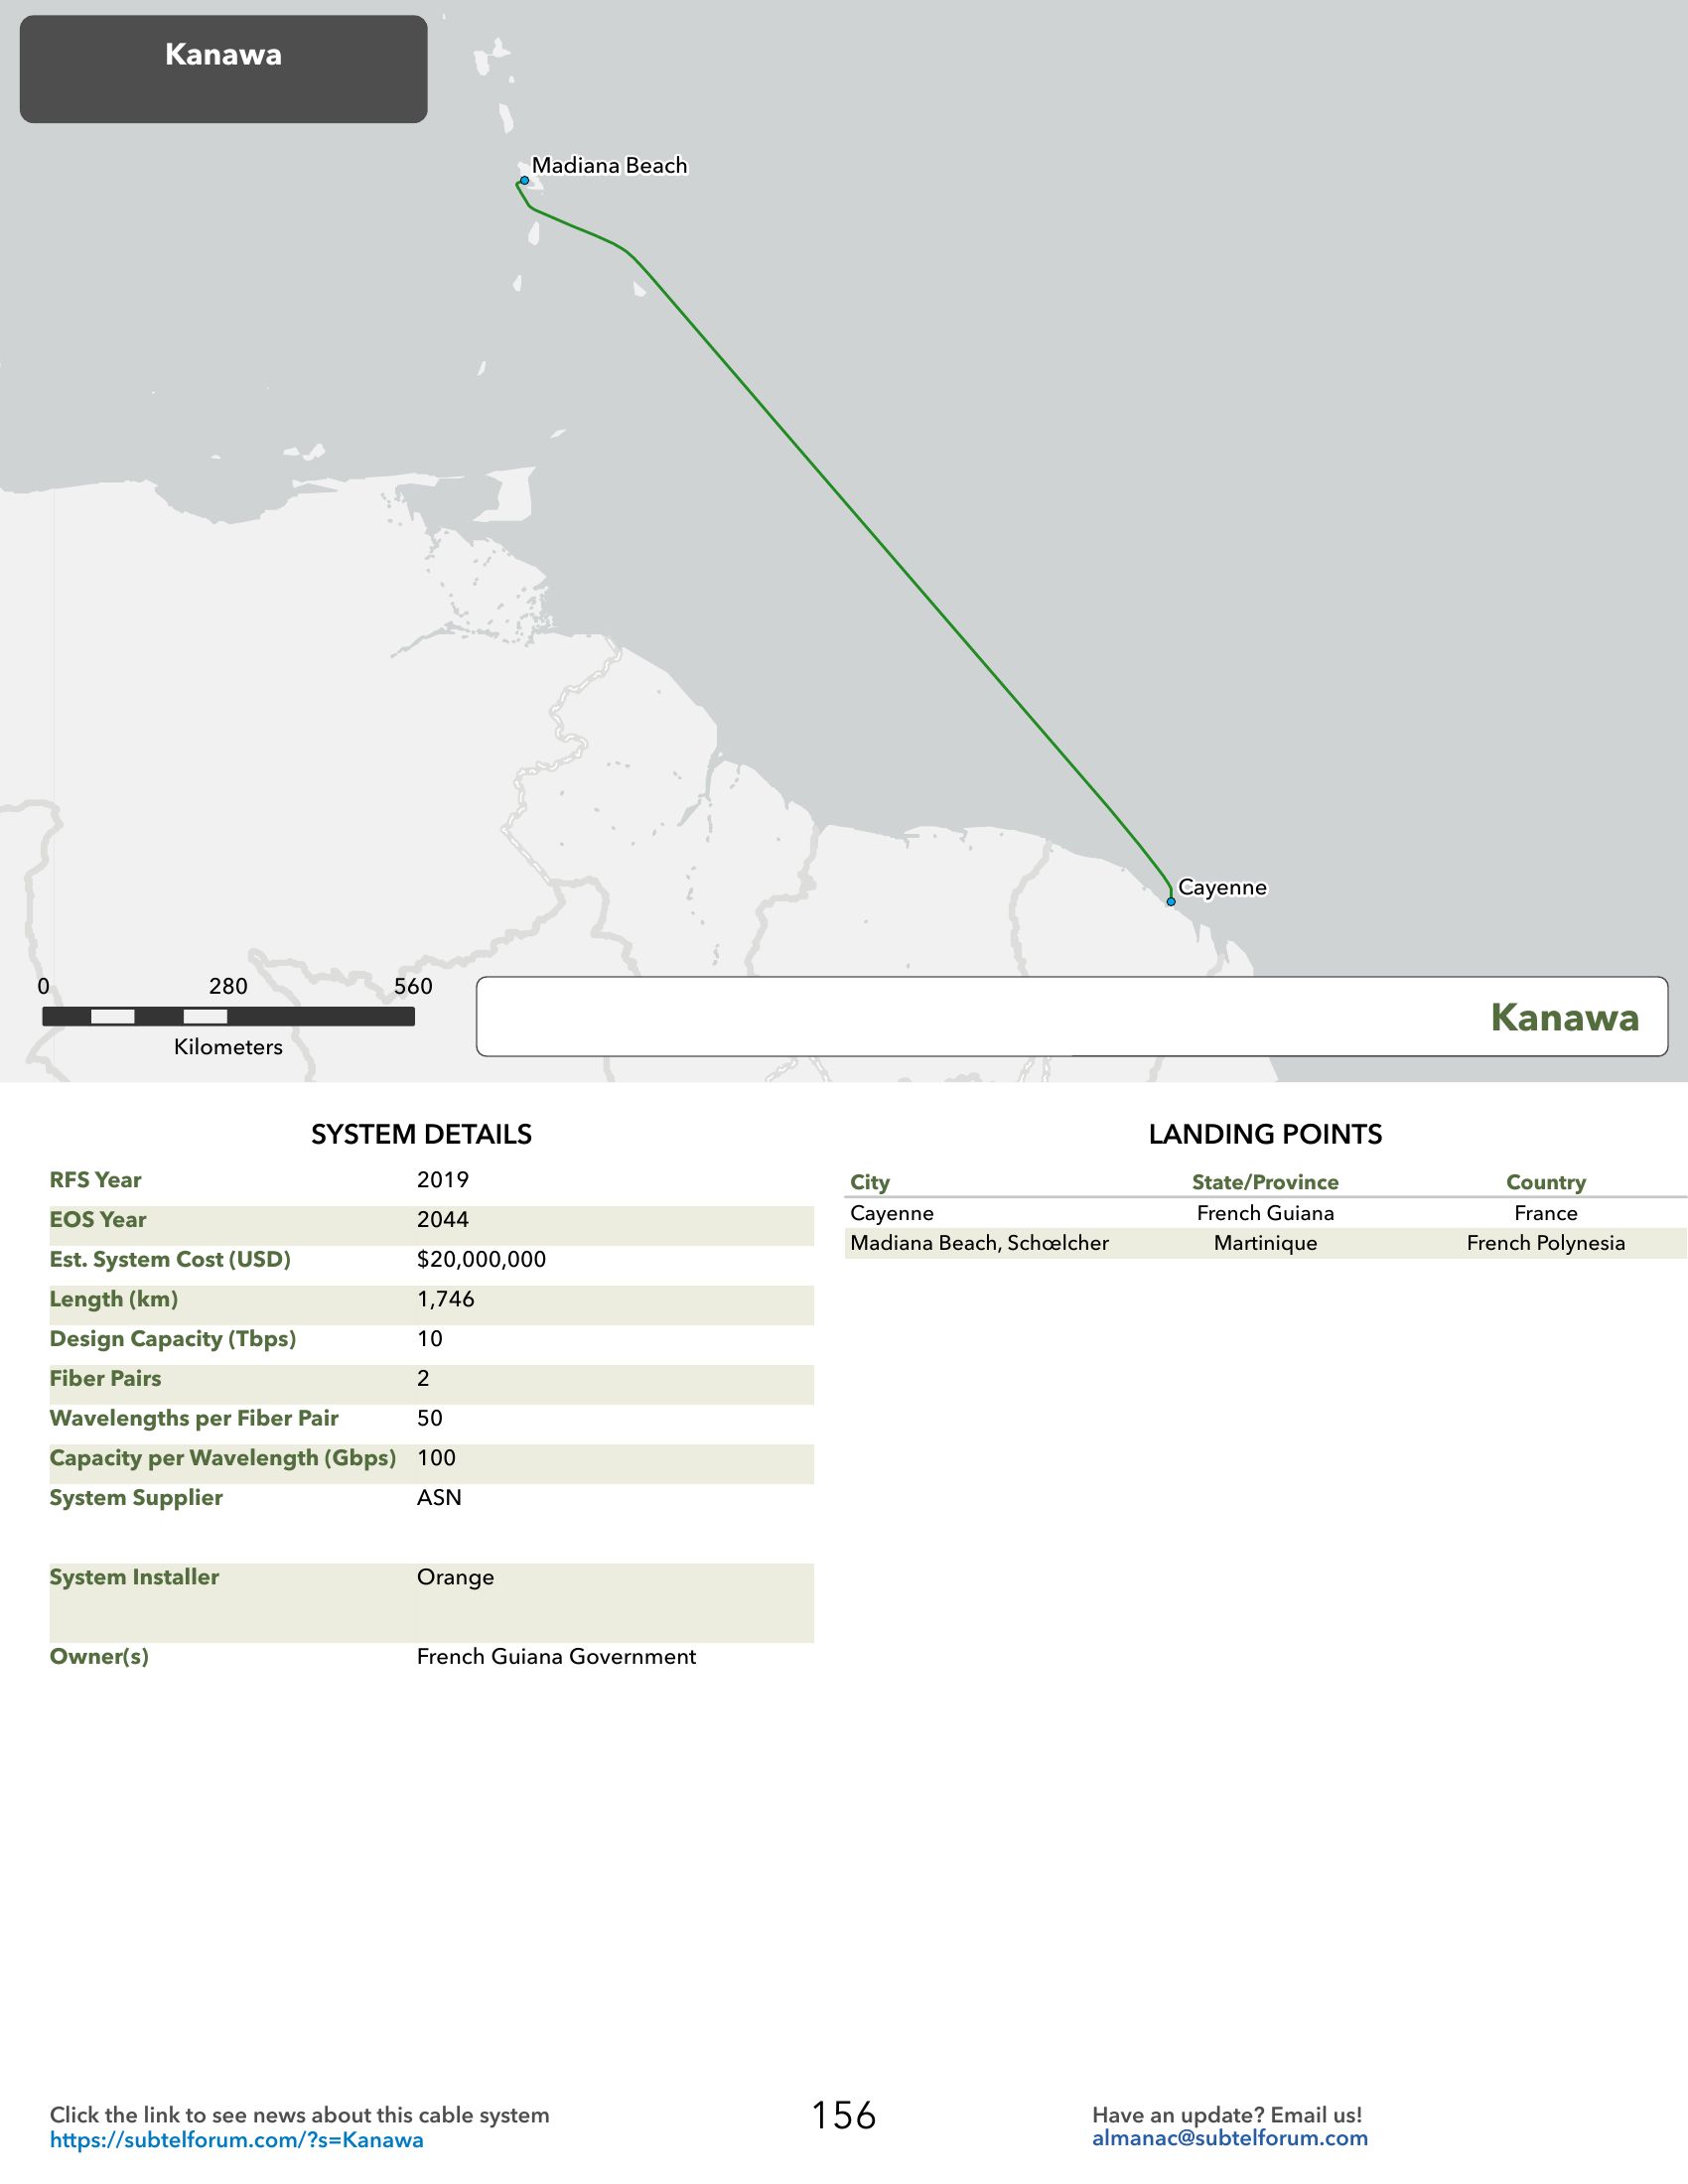 Kanawa
Madiana Beach
Cayenne
0 280 560
Kilometers
Kanawa
SYSTEM DETAILS
RFS Year 2019
EOS Year 2044
Est. System Cost (USD) $20,000,000
Length (km) 1,746
Design Capacity (Tbps) 10
Fiber Pairs 2
Wavelengths per Fiber Pair 50
Capacity per Wavelength (Gbps) 100
System Supplier ASN
System Installer Orange
Owner(s) French Guiana Government
LANDING POINTS
City State/Province Country
Cayenne French Guiana France
Madiana Beach, Schœlcher Martinique French Polynesia
Click the link to see news about this cable system
https://subtelforum.com/?s=Kanawa
156
Have an update? Email us!
almanac@subtelforum.com